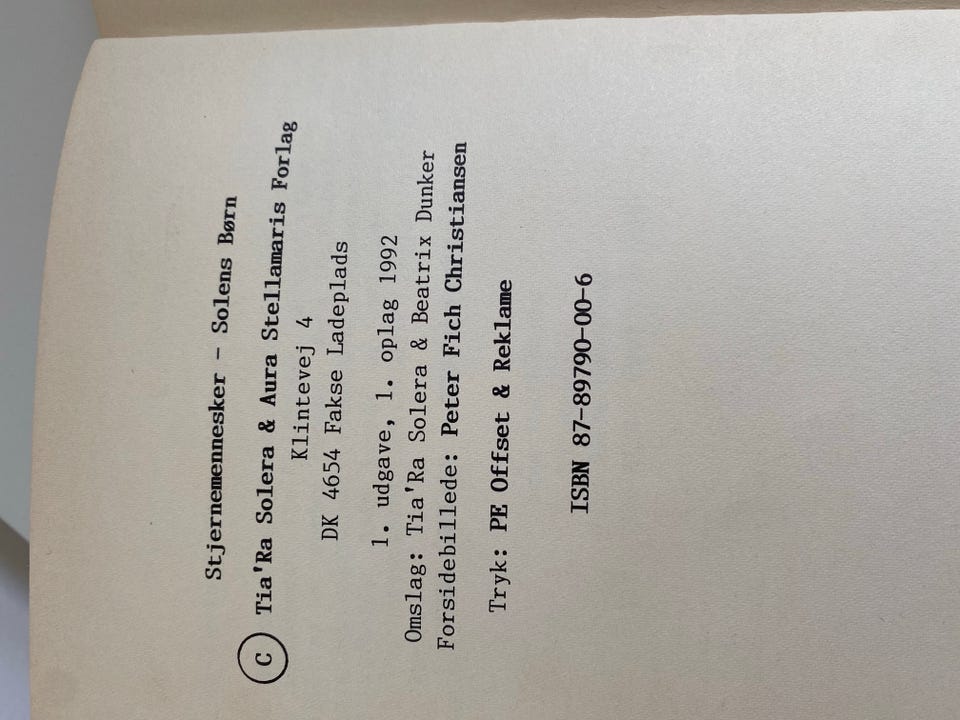 Stjernemennesker - Solens Børn
© Tia'Ra Solera & Aura Stellamaris Forlag
Klintevej 4
DK 4654 Fakse Ladeplads
1. udgave, 1. oplag 1992
Omslag: Tia'Ra Solera & Beatrix Dunker
Forsidebillede: Peter Fich Christiansen
Tryk: PE Offset & Reklame
ISBN 87-89790-00-6